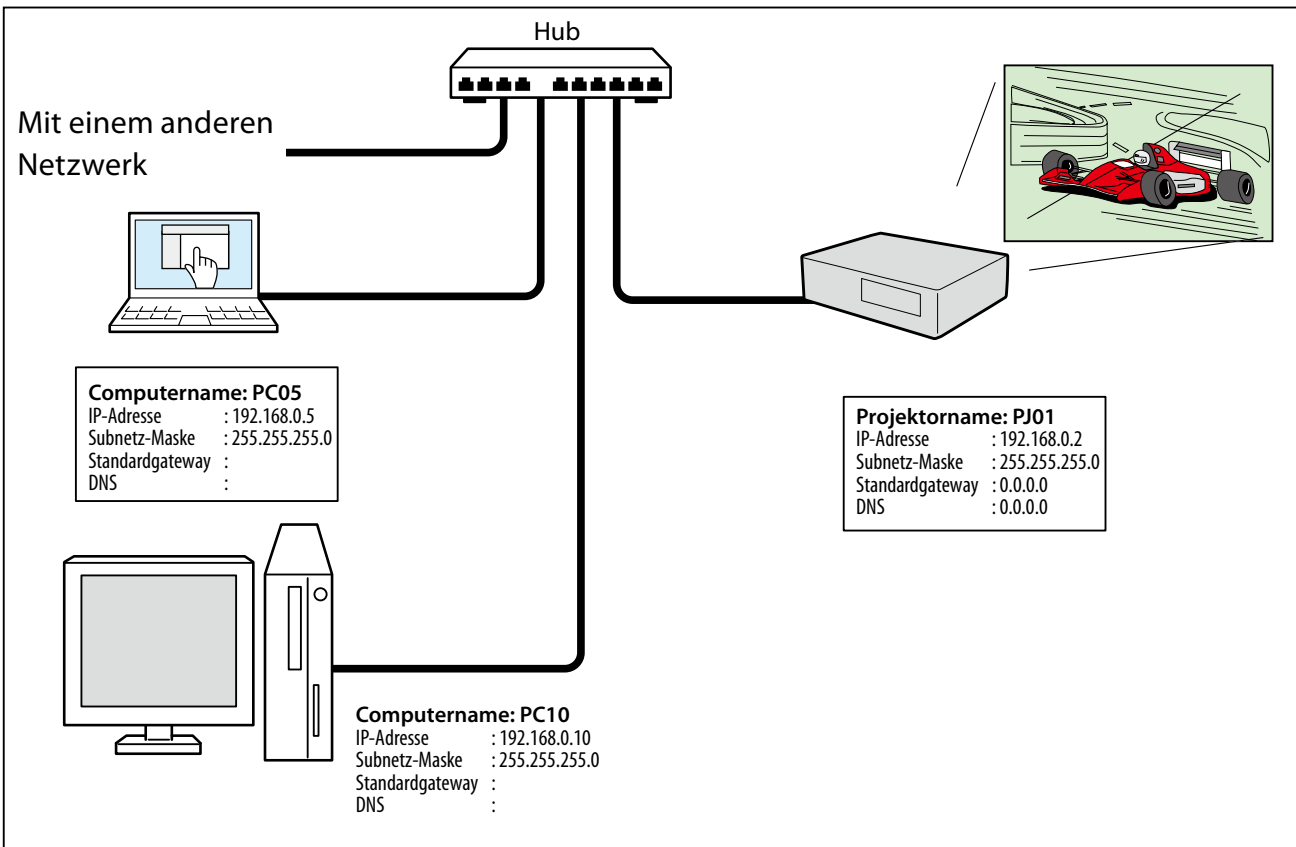 Hub
Mit einem anderen
Netzwerk
Computername: PC05
IP-Adresse : 192.168.0.5
Subnetz-Maske : 255.255.255.0
Standardgateway :
DNS :
Projektorname: PJ01
IP-Adresse : 192.168.0.2
Subnetz-Maske : 255.255.255.0
Standardgateway : 0.0.0.0
DNS : 0.0.0.0
Computername: PC10
IP-Adresse : 192.168.0.10
Subnetz-Maske : 255.255.255.0
Standardgateway :
DNS :